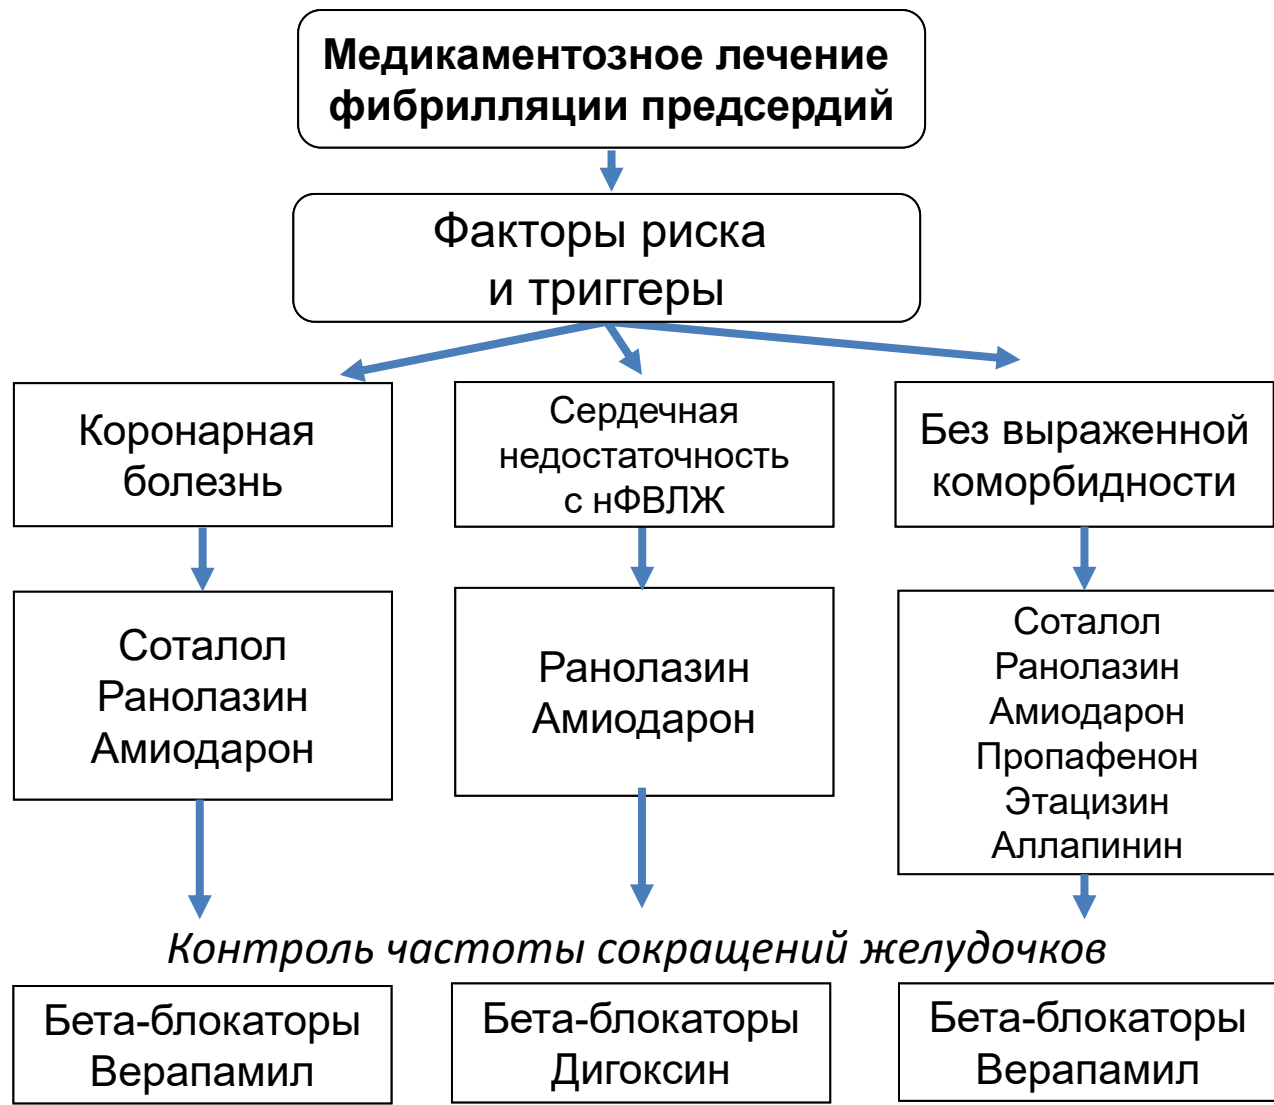 Медикаментозное лечение
фибрилляции предсердий
Факторы риска
и триггеры
Коронарная
болезнь
Сердечная
недостаточность
с нФВЛЖ
Без выраженной
коморбидности
Соталол
Ранолазин
Амиодарон
Ранолазин
Амиодарон
Соталол
Ранолазин
Амиодарон
Пропафенон
Этацизин
Аллапинин
Контроль частоты сокращений желудочков
Бета-блокаторы
Верапамил
Бета-блокаторы
Дигоксин
Бета-блокаторы
Верапамил